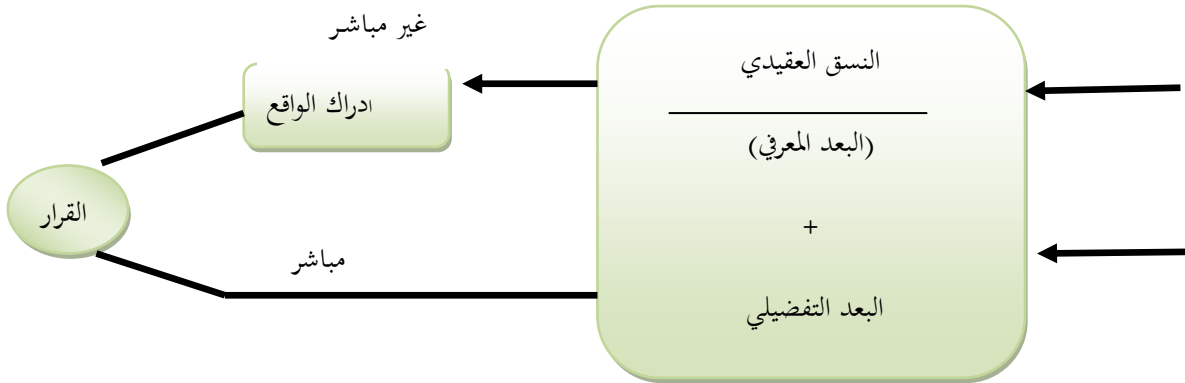 غير مباشر
النسق العقيدي
ادراك الواقع
(البعد المعرفي)
القرار
+
مباشر
البعد التفضيلي